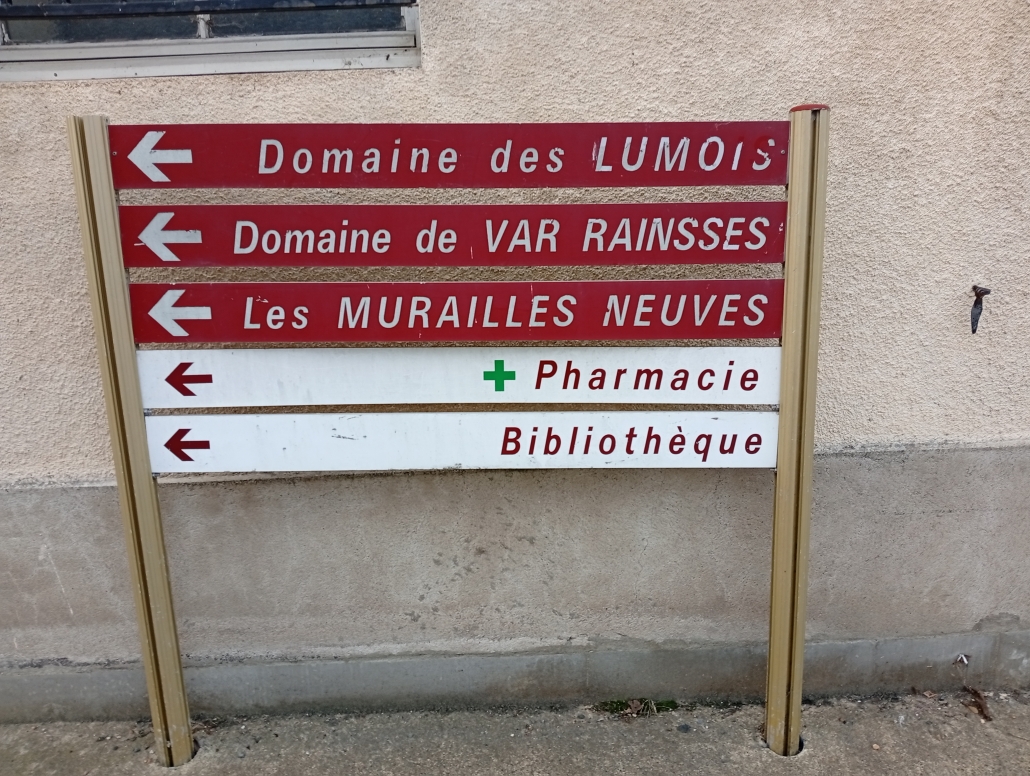 Domaine des LUMOIS
Domaine de VAR RAINSSES
Les MURAILLES NEUVES
Pharmacie
Bibliothèque